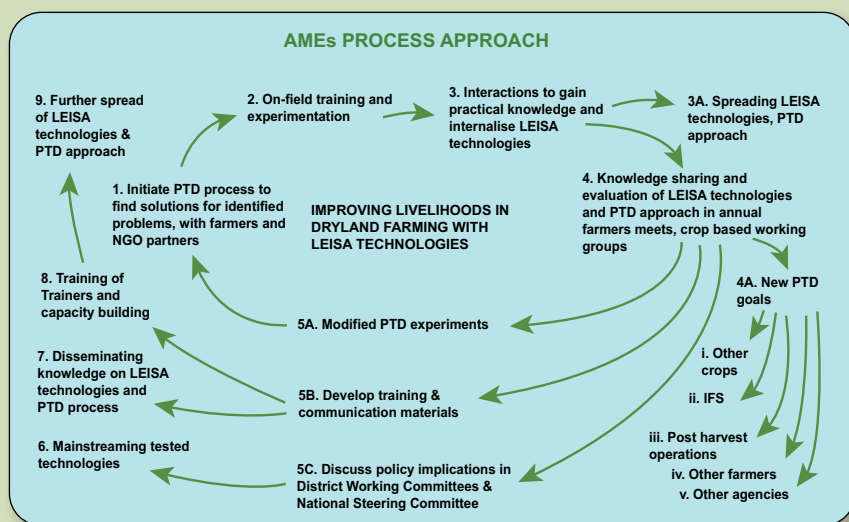 AMEs PROCESS APPROACH
9. Further spread
of LEISA
technologies &
PTD approach
2. On-field training and
experimentation
3. Interactions to gain
practical knowledge and
internalise LEISA
technologies
3A. Spreading LEISA
technologies, PTD
approach
1. Initiate PTD process to
find solutions for identified
problems, with farmers and
NGO partners
IMPROVING LIVELIHOODS IN
DRYLAND FARMING WITH
LEISA TECHNOLOGIES
4. Knowledge sharing and
evaluation of LEISA technologies
and PTD approach in annual
farmers meets, crop based working
groups
8. Training of
Trainers and
capacity building
4A. New PTD
goals
5A. Modified PTD experiments
i. Other
crops
7. Disseminating
knowledge on LEISA
technologies and
PTD process
5B. Develop training &
communication materials
ii. IFS
iii. Post harvest
operations
6. Mainstreaming tested
technologies
5C. Discuss policy implications in
District Working Committees &
National Steering Committee
iv. Other farmers
v. Other agencies